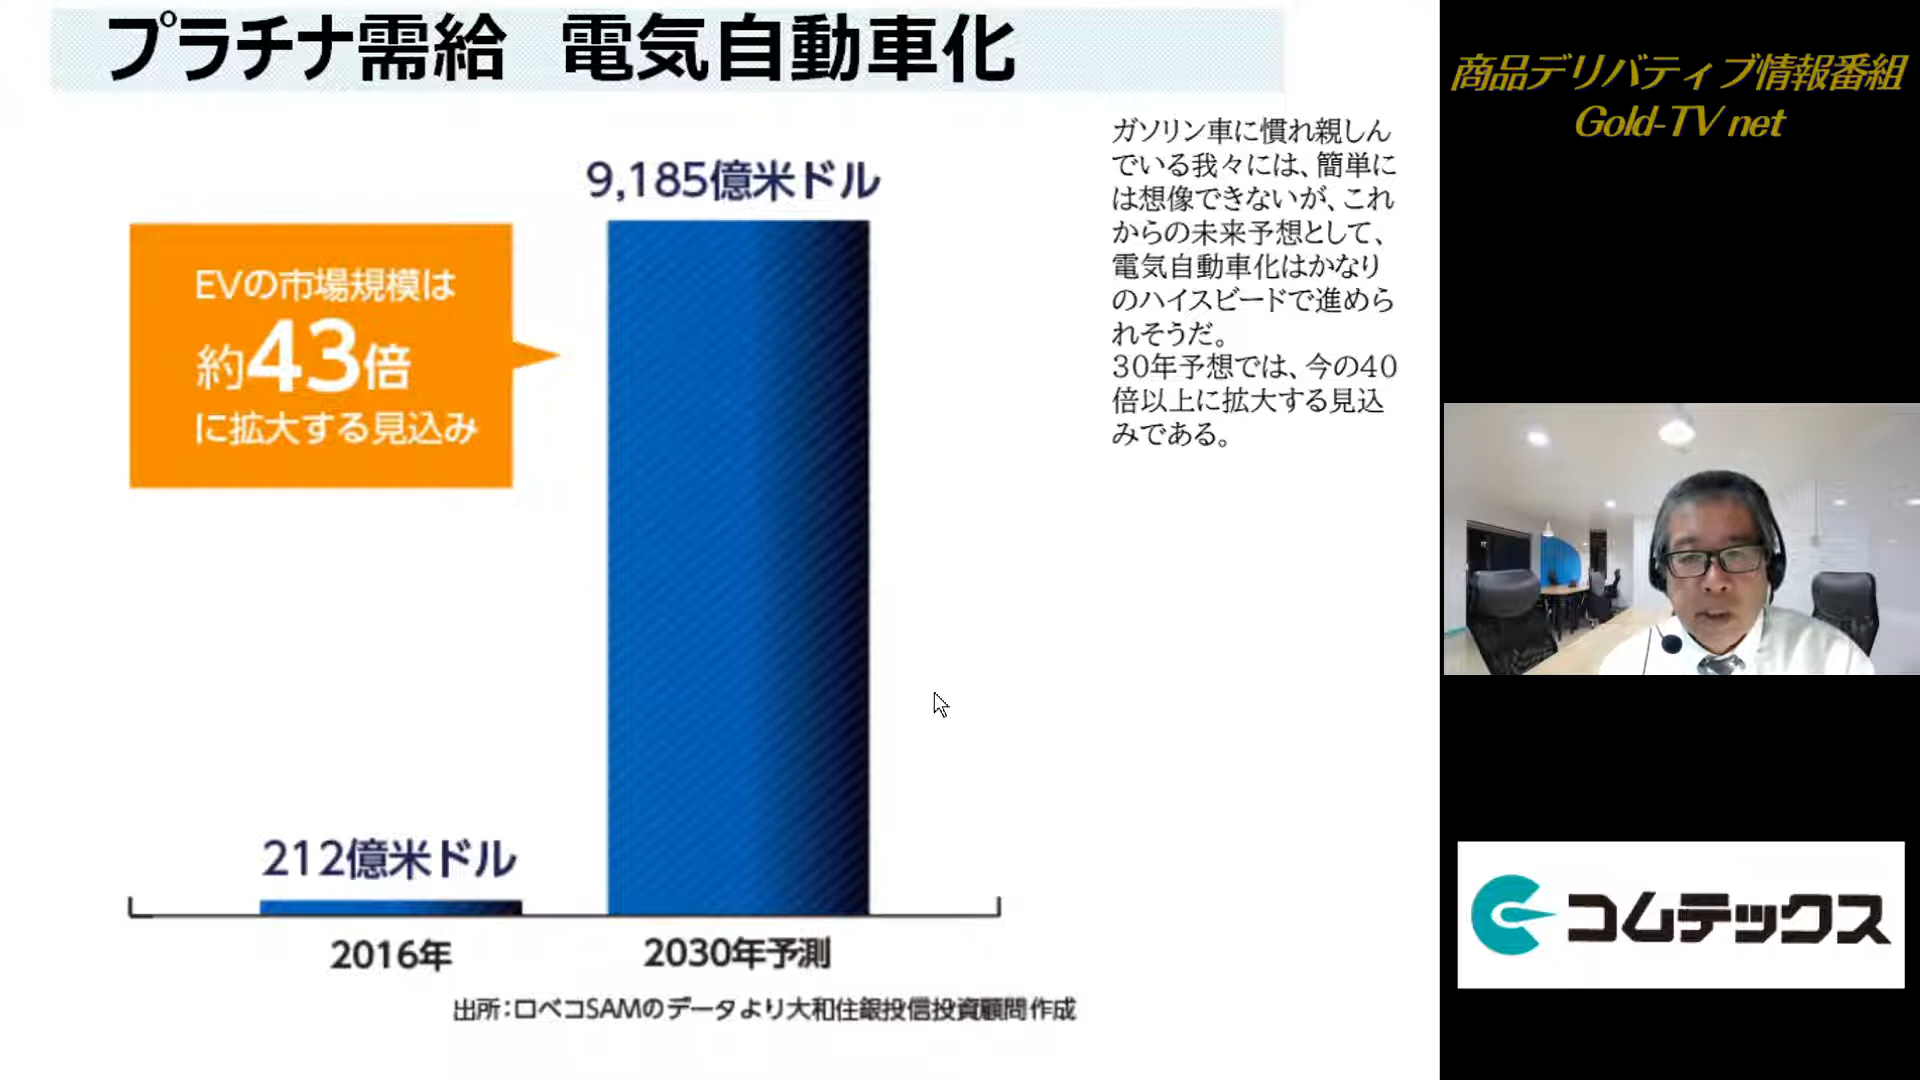 プラチナ需給　電気自動車化
9,185億米ドル
EVの市場規模は
約43倍
に拡大する見込み
212億米ドル
2016年
2030年予測
出所：ロベコSAMのデータより大和住銀投信投資顧問作成
ガソリン車に慣れ親しん
でいる我々には、簡単に
は想像できないが、これ
からの未来予想として、
電気自動車化はかなり
のハイスピードで進めら
れそうだ。
30年予想では、今の40
倍以上に拡大する見込
みである。
商品デリバティブ情報番組
Gold-TV net
コムテックス